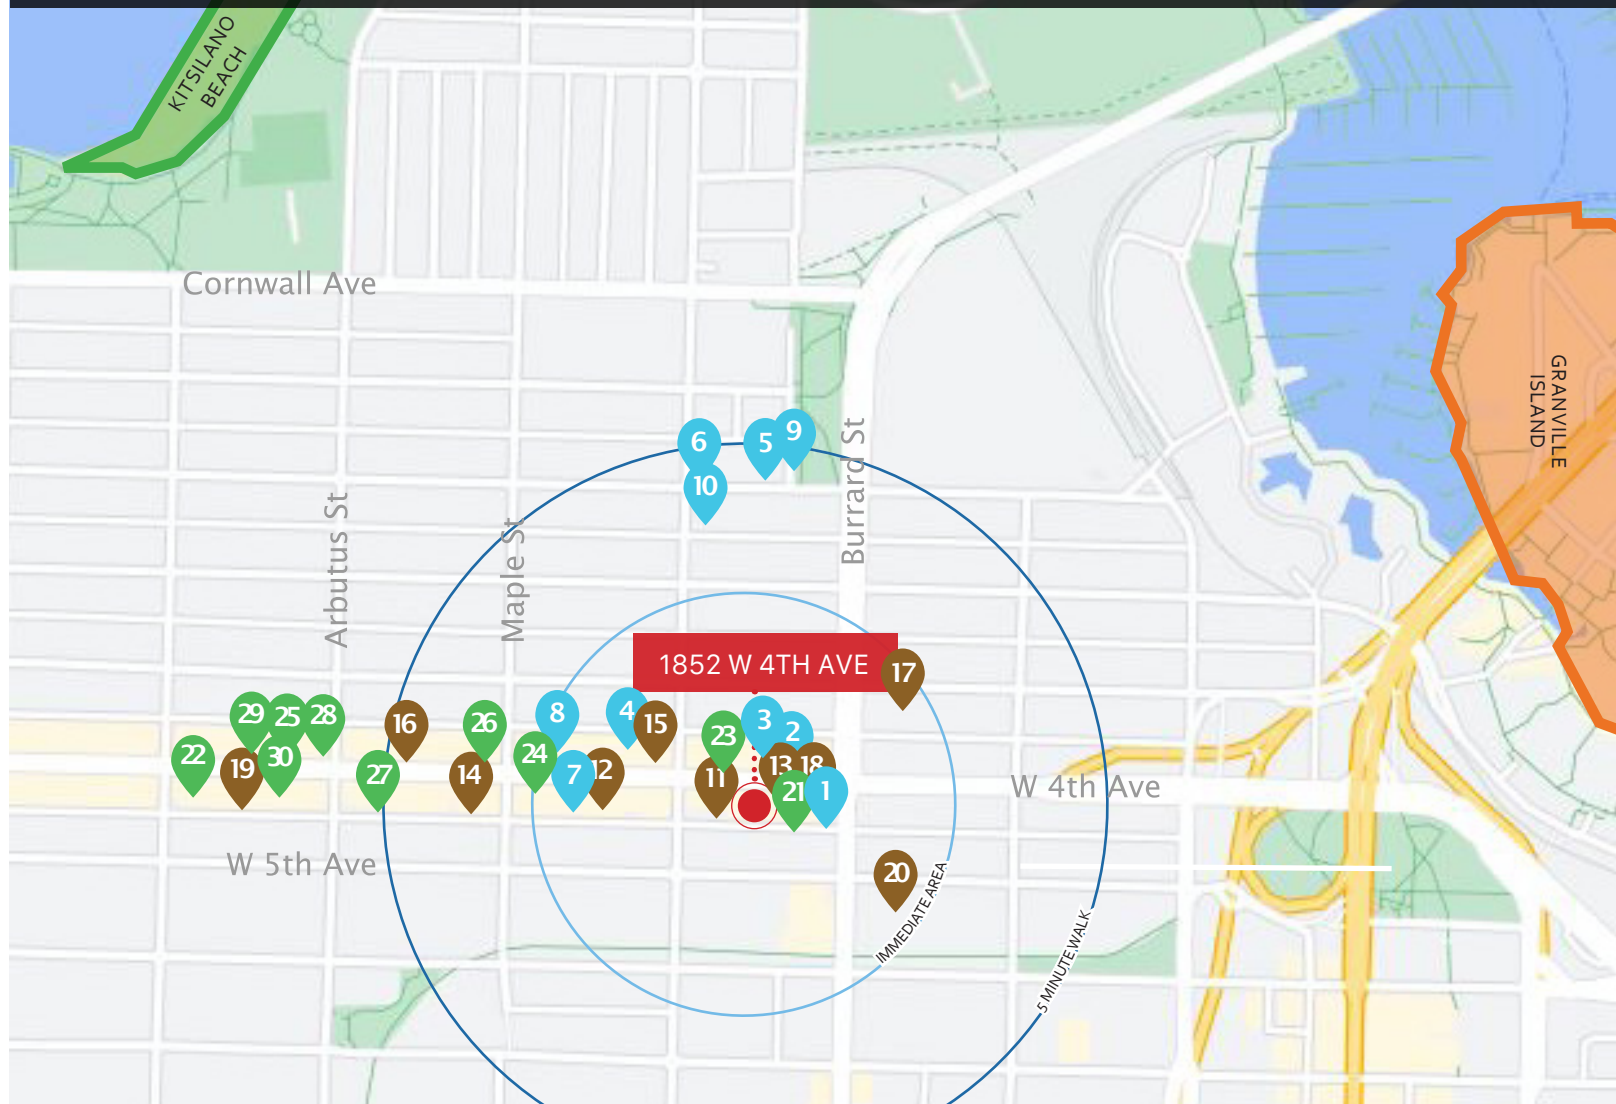 KITSILANO
BEACH
Cornwall Ave
GRANVILLE
ISLAND
6
5
9
10
Burrard St
Arbutus St
Maple St
1852 W 4TH AVE
17
29
25
28
16
26
8
4
15
3
2
23
22
19
30
27
14
24
7
12
11
13
18
21
1
W 4th Ave
W 5th Ave
20
IMMEDIATE AREA
5 MINUTE WALK